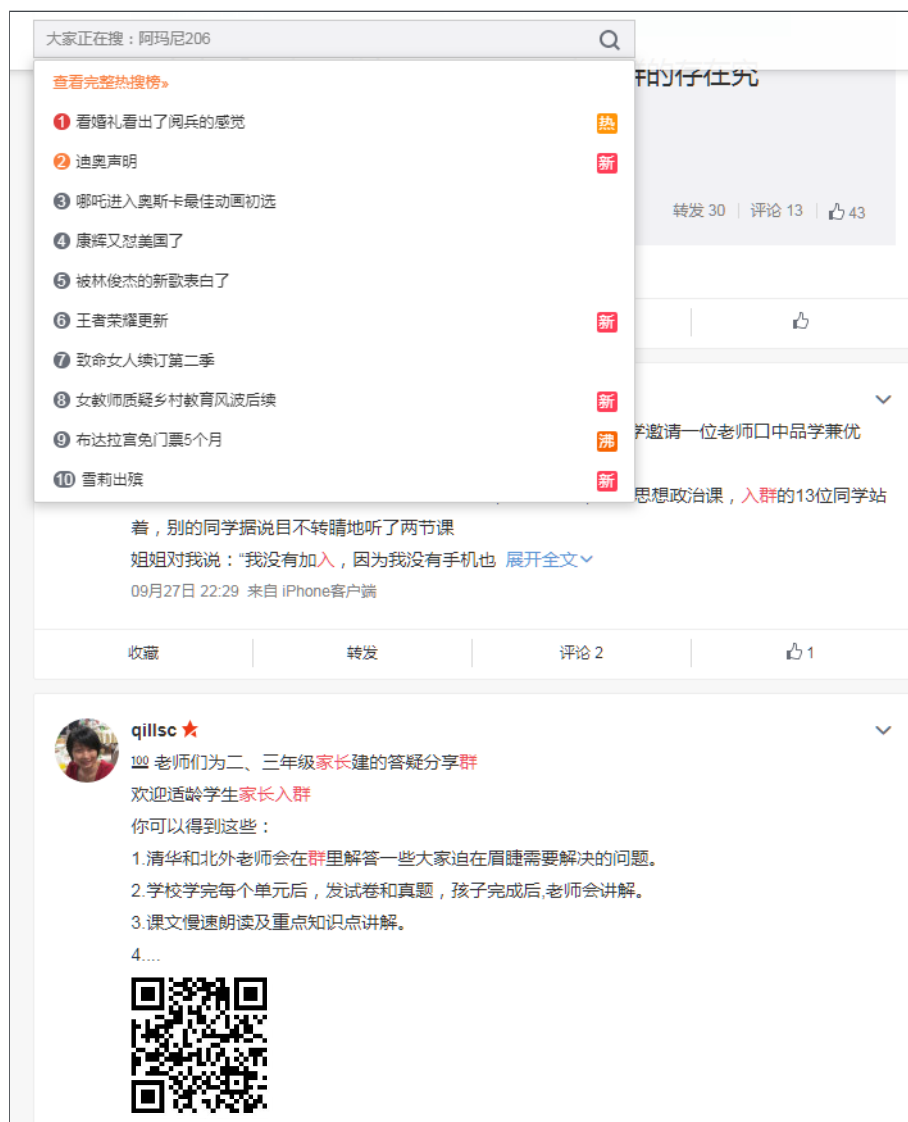 大家正在搜：阿玛尼206
查看完整热搜榜»
的存在究
1 看婚礼看出了阅兵的感觉 热
2 迪奥声明 新
3 哪吒进入奥斯卡最佳动画初选
转发 30 评论 13 43
4 康辉又怼美国了
5 被林俊杰的新歌表白了
6 王者荣耀更新 新
7 致命女人续订第二季
8 女教师质疑乡村教育风波后续 新
学邀请一位老师口中品学兼优
9 布达拉宫免门票5个月 沸
10 雪莉出殡 新
思想政治课，入群的13位同学站
着，别的同学据说目不转睛地听了两节课
姐姐对我说：“我没有加入，因为我没有手机也 展开全文
09月27日 22:29 来自 iPhone客户端
收藏 转发 评论 2 1
qillsc
100 老师们为二、三年级家长建的答疑分享群
欢迎适龄学生家长入群
你可以得到这些：
1.清华和北外老师会在群里解答一些大家迫在眉睫需要解决的问题。
2.学校学完每个单元后，发试卷和真题，孩子完成后,老师会讲解。
3.课文慢速朗读及重点知识点讲解。
4....